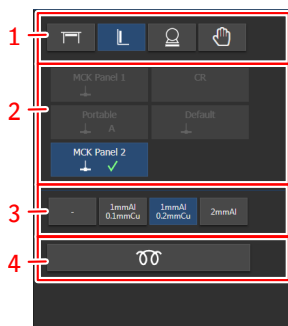 1
2
MCK Panel 1
CR
Portable
A
Default
MCK Panel 2
3
-
1mmAl
0.1mmCu
1mmAl
0.2mmCu
2mmAl
4